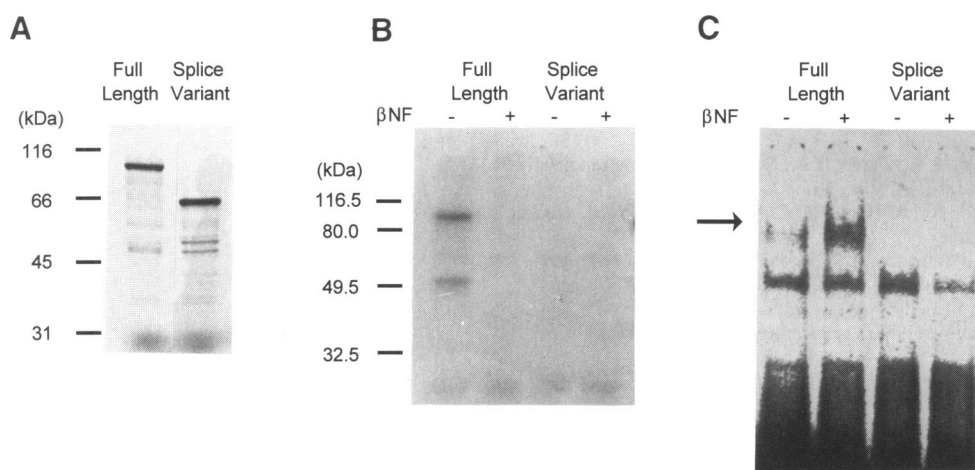 A
Full Length
Splice Variant
(kDa)
116
66
45
31
B
Full Length
Splice Variant
βNF - + - +
(kDa)
116.5
80.0
49.5
32.5
C
Full Length
Splice Variant
βNF - + - +